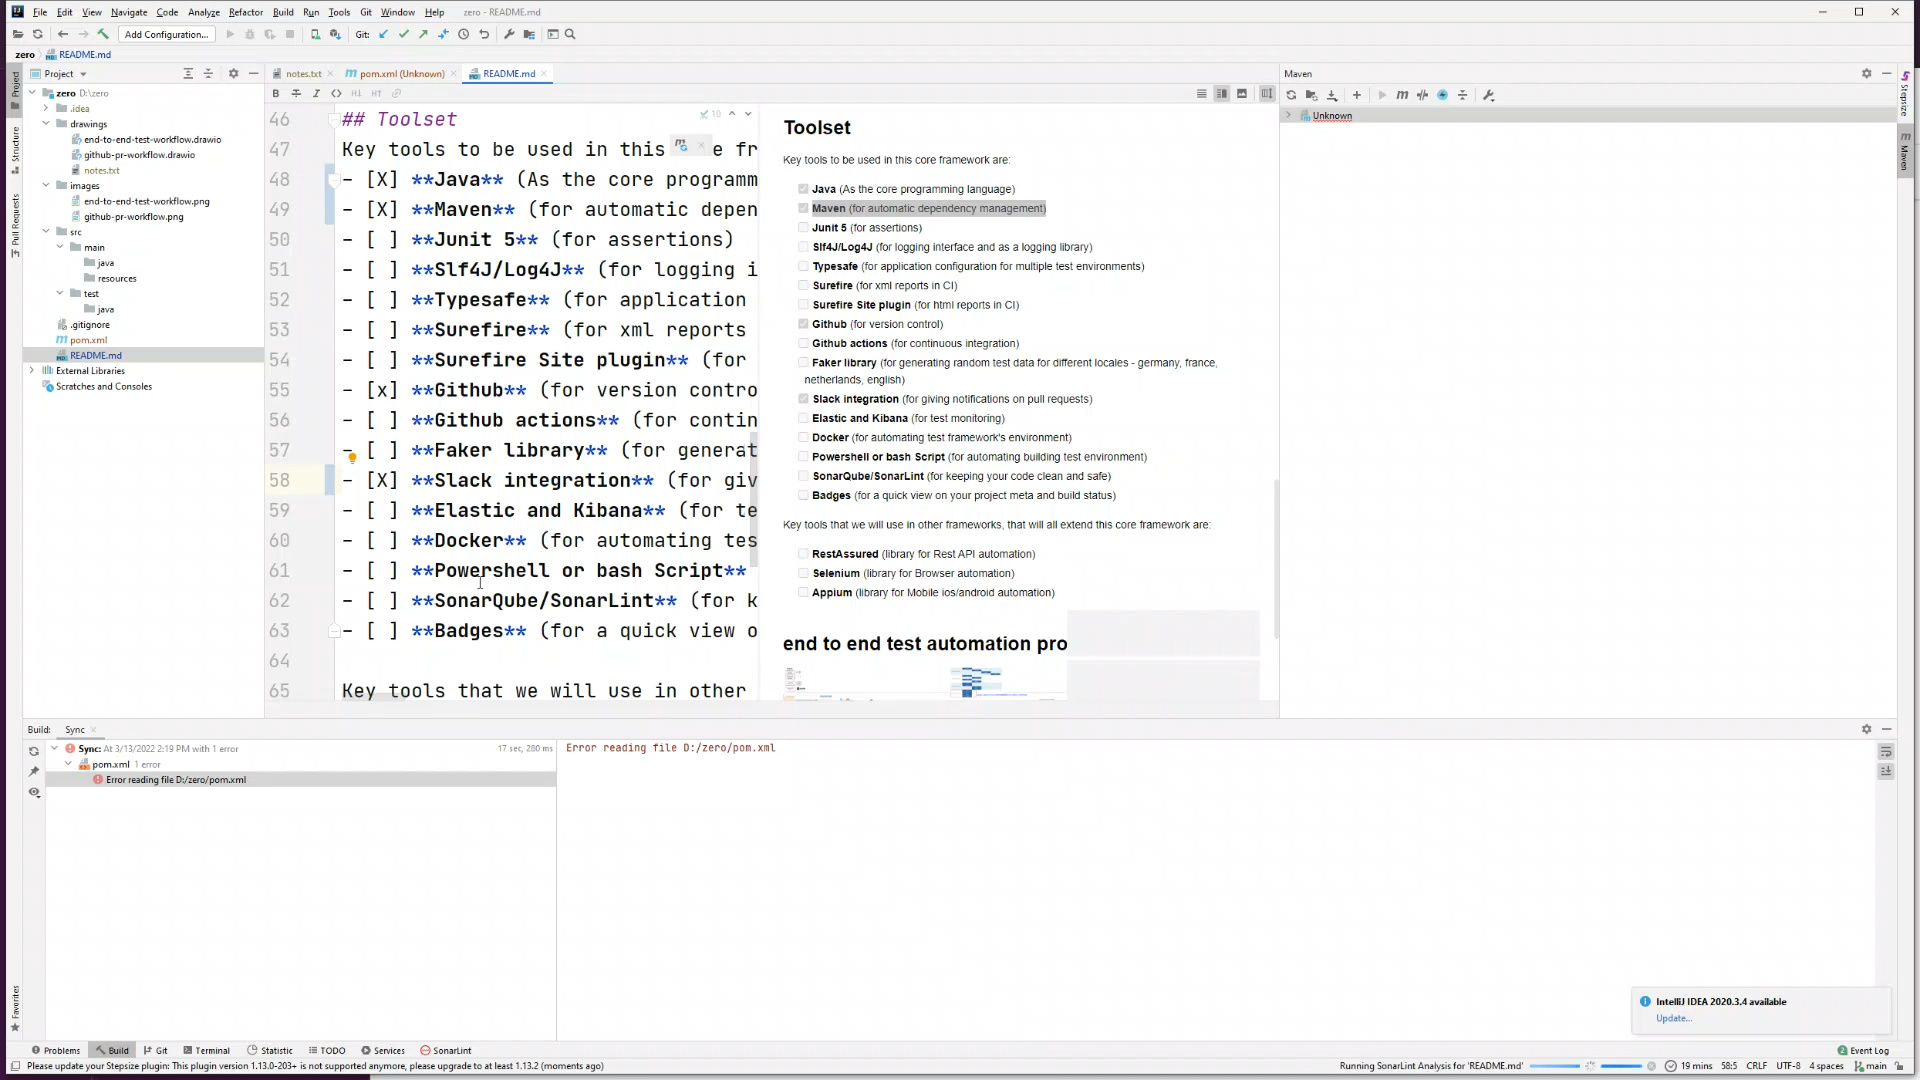 File Edit View Navigate Code Analyze Refactor Build Run Tools Git Window Help zero - README.md
Add Configuration... Git:
zero README.md
Project
notes.txt pom.xml (Unknown) README.md
Maven
zero D:\zero
.idea
drawings
end-to-end-test-workflow.drawio
github-pr-workflow.drawio
notes.txt
images
end-to-end-test-workflow.png
github-pr-workflow.png
src
main
java
resources
test
java
.gitignore
pom.xml
README.md
External Libraries
Scratches and Consoles
Project
Structure
Pull Requests
Favorites
10
46 ## Toolset
47 Key tools to be used in this e fr
48 - [X] **Java** (As the core programm
49 - [X] **Maven** (for automatic depen
50 - [ ] **Junit 5** (for assertions)
51 - [ ] **Slf4J/Log4J** (for logging i
52 - [ ] **Typesafe** (for application
53 - [ ] **Surefire** (for xml reports
54 - [ ] **Surefire Site plugin** (for
55 - [x] **Github** (for version contro
56 - [ ] **Github actions** (for contin
57 - [ ] **Faker library** (for generat
58 - [X] **Slack integration** (for giv
59 - [ ] **Elastic and Kibana** (for te
60 - [ ] **Docker** (for automating tes
61 - [ ] **Powershell or bash Script**
62 - [ ] **SonarQube/SonarLint** (for k
63 - [ ] **Badges** (for a quick view o
64
65 Key tools that we will use in other
Toolset
Key tools to be used in this core framework are:
Java (As the core programming language)
Maven (for automatic dependency management)
Junit 5 (for assertions)
Slf4J/Log4J (for logging interface and as a logging library)
Typesafe (for application configuration for multiple test environments)
Surefire (for xml reports in CI)
Surefire Site plugin (for html reports in CI)
Github (for version control)
Github actions (for continuous integration)
Faker library (for generating random test data for different locales - germany, france,
netherlands, english)
Slack integration (for giving notifications on pull requests)
Elastic and Kibana (for test monitoring)
Docker (for automating test framework's environment)
Powershell or bash Script (for automating building test environment)
SonarQube/SonarLint (for keeping your code clean and safe)
Badges (for a quick view on your project meta and build status)
Key tools that we will use in other frameworks, that will all extend this core framework are:
RestAssured (library for Rest API automation)
Selenium (library for Browser automation)
Appium (library for Mobile ios/android automation)
end to end test automation pro
Unknown
Stepsize
Maven
Build: Sync
Sync: At 3/13/2022 2:19 PM with 1 error 17 sec, 280 ms
pom.xml 1 error
Error reading file D:/zero/pom.xml
Error reading file D:/zero/pom.xml
IntelliJ IDEA 2020.3.4 available
Update...
Problems Build Git Terminal Statistic TODO Services SonarLint 2 Event Log
Please update your Stepsize plugin: This plugin version 1.13.0-203+ is not supported anymore, please upgrade to at least 1.13.2 (moments ago) Running SonarLint Analysis for 'README.md' 19 mins 58:5 CRLF UTF-8 4 spaces main